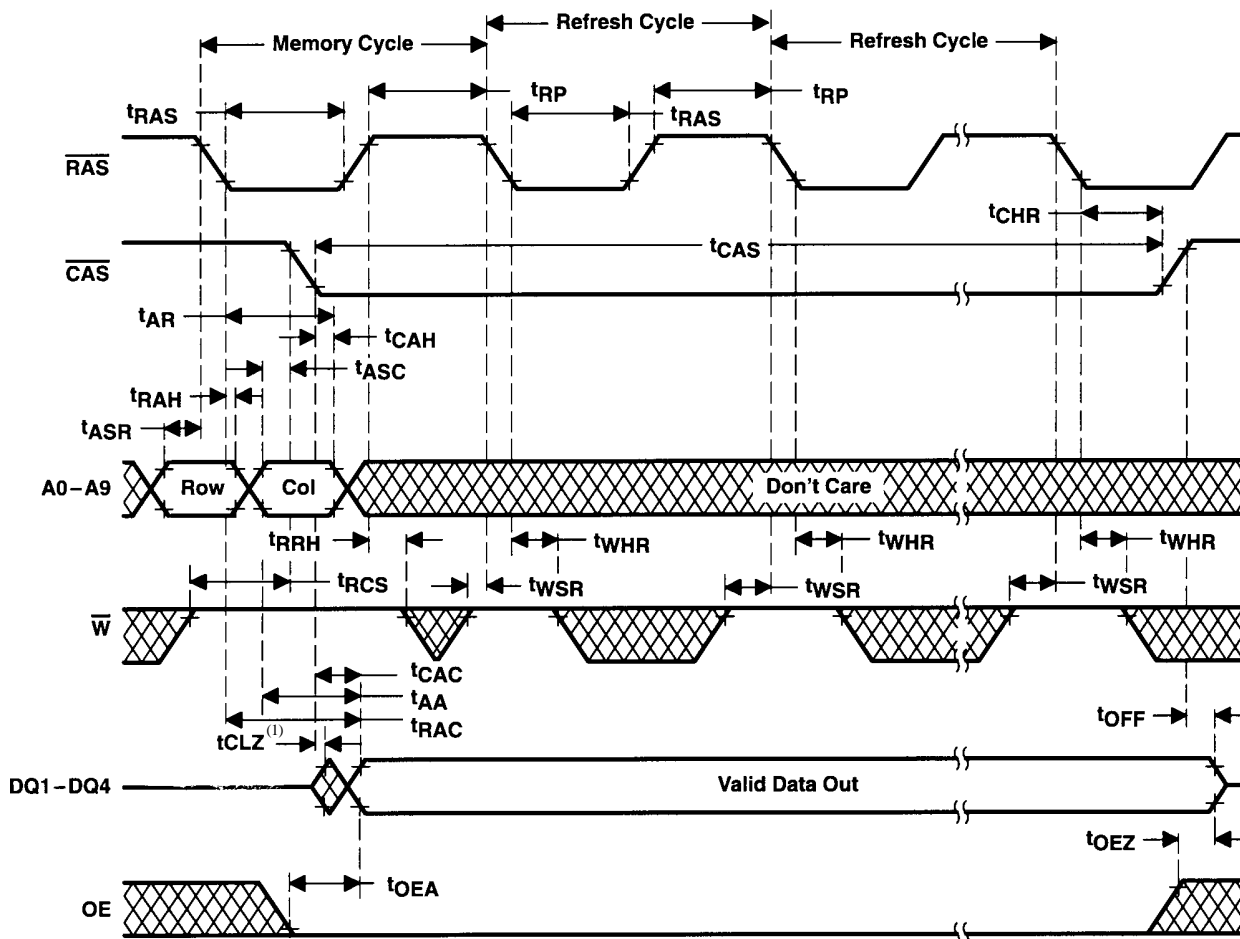 Refresh Cycle
Memory Cycle
Refresh Cycle
tRAS
tRP
tRAS
tRP
RAS
tCHR
tCAS
CAS
tAR
tCAH
tASC
tRAH
tASR
A0–A9
Row
Col
Don't Care
tRRH
tWHR
tWHR
tWHR
tRCS
tWSR
tWSR
tWSR
W
tCAC
tAA
tRAC
tOFF
tCLZ(1)
DQ1–DQ4
Valid Data Out
tOEZ
tOEA
OE